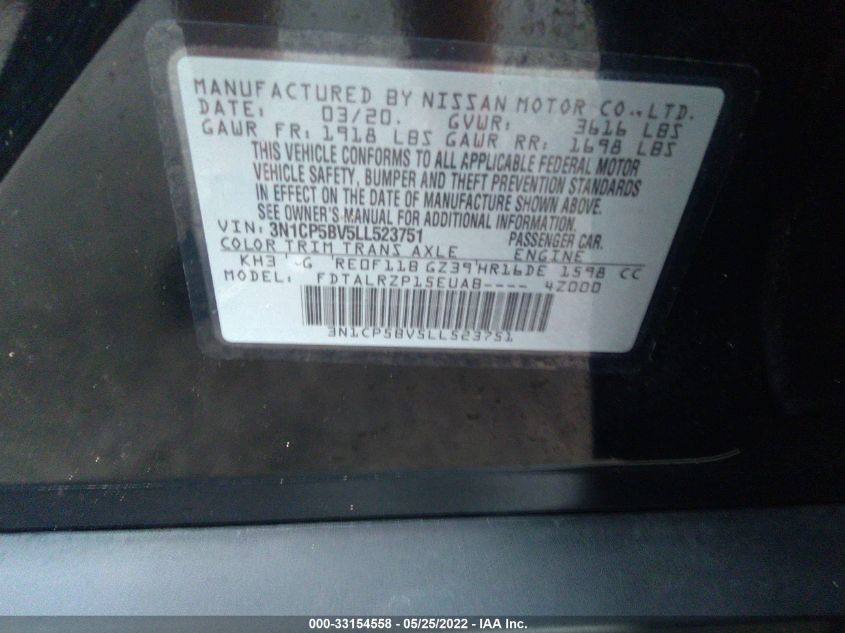 MANUFACTURED BY NISSAN MOTOR CO.,LTD.
DATE: 03/20. GVWR: 3616 LBS
GAWR FR: 1918 LBS GAWR RR: 1698 LBS
THIS VEHICLE CONFORMS TO ALL APPLICABLE FEDERAL MOTOR
VEHICLE SAFETY, BUMPER AND THEFT PREVENTION STANDARDS
IN EFFECT ON THE DATE OF MANUFACTURE SHOWN ABOVE.
SEE OWNER'S MANUAL FOR ADDITIONAL INFORMATION.
VIN: 3N1CP5BV5LL523751 PASSENGER CAR.
COLOR TRIM TRANS AXLE ENGINE
KH3 G RE0F11B GZ39 HR16DE 1598 CC
MODEL: FDTALRZP15EUAB---- 4Z000
3N1CP5BV5LL523751
000-33154558 - 05/25/2022 - IAA Inc.